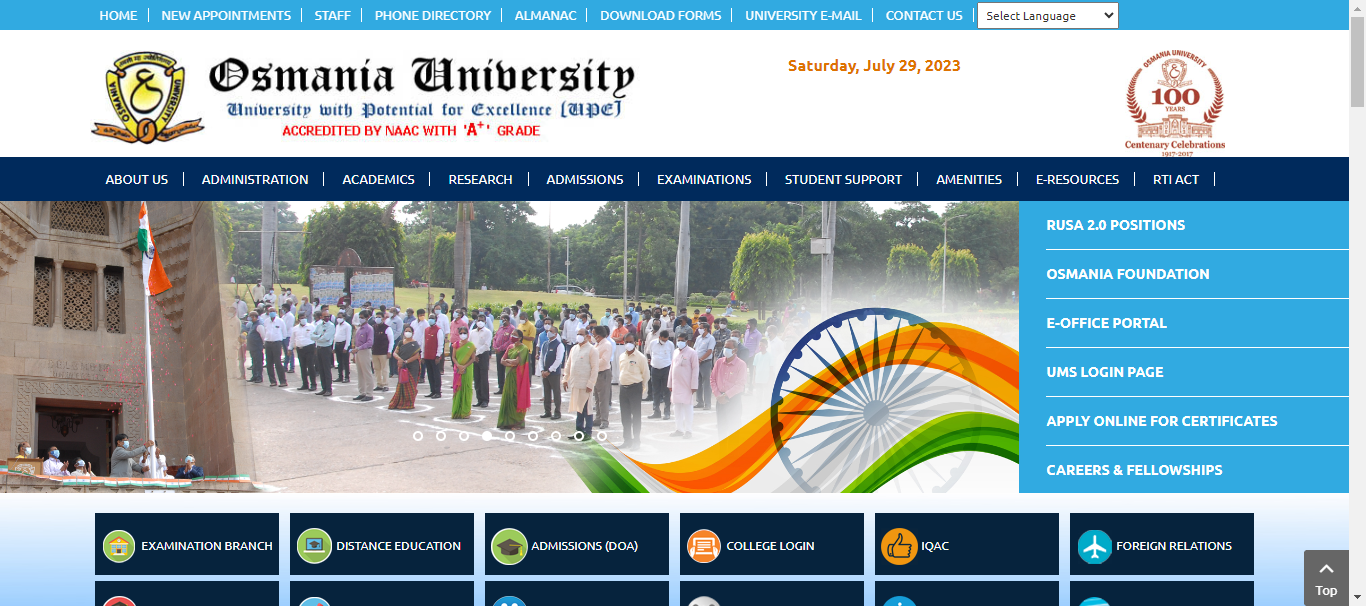 HOME NEW APPOINTMENTS STAFF PHONE DIRECTORY ALMANAC DOWNLOAD FORMS UNIVERSITY E-MAIL CONTACT US Select Language
OSMANIA UNIVERSITY
Osmania University
University with Potential for Excellence (UPE)
ACCREDITED BY NAAC WITH 'A+' GRADE
Saturday, July 29, 2023
OSMANIA UNIVERSITY
100
YEARS
Centenary Celebrations
1917-2017
ABOUT US ADMINISTRATION ACADEMICS RESEARCH ADMISSIONS EXAMINATIONS STUDENT SUPPORT AMENITIES E-RESOURCES RTI ACT
RUSA 2.0 POSITIONS
OSMANIA FOUNDATION
E-OFFICE PORTAL
UMS LOGIN PAGE
APPLY ONLINE FOR CERTIFICATES
CAREERS & FELLOWSHIPS
EXAMINATION BRANCH DISTANCE EDUCATION ADMISSIONS (DOA) COLLEGE LOGIN IQAC FOREIGN RELATIONS
Top